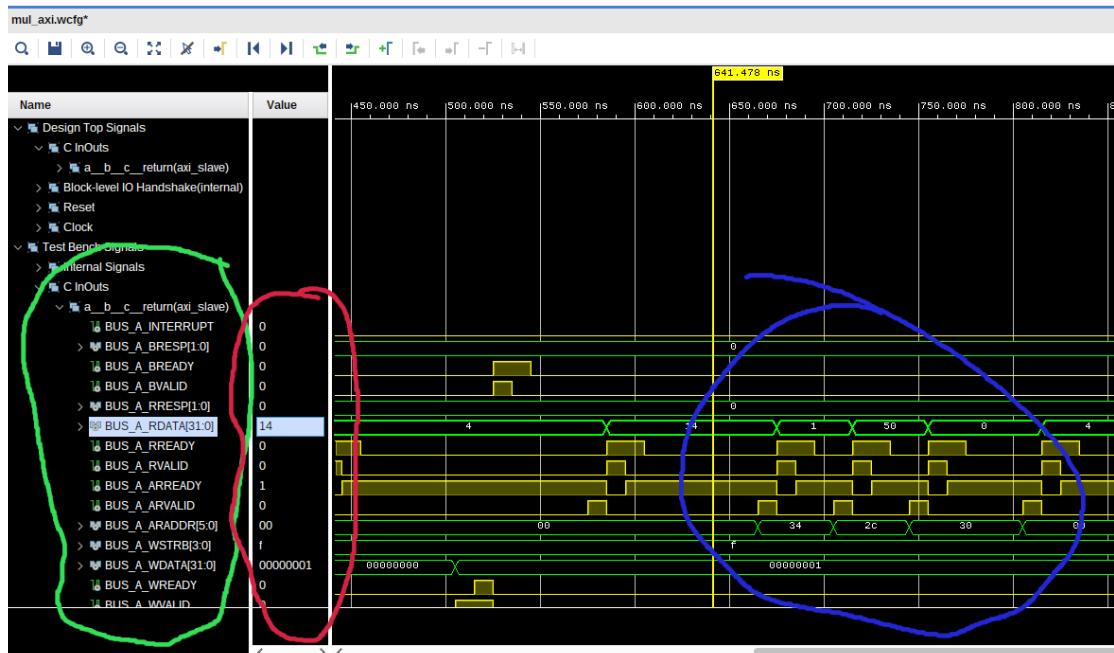 mul_axi.wcfg*
641.478 ns
Name Value 450.000 ns 500.000 ns 550.000 ns 600.000 ns 650.000 ns 700.000 ns 750.000 ns 800.000 ns
Design Top Signals
C InOuts
a__b__c__return(axi_slave)
Block-level IO Handshake(internal)
Reset
Clock
Test Bench Signals
Internal Signals
C InOuts
a__b__c__return(axi_slave)
BUS_A_INTERRUPT 0
BUS_A_BRESP[1:0] 0 0
BUS_A_BREADY 0
BUS_A_BVALID 0
BUS_A_RRESP[1:0] 0 0
BUS_A_RDATA[31:0] 14 4 14 1 50 0 4
BUS_A_RREADY 0
BUS_A_RVALID 0
BUS_A_ARREADY 1
BUS_A_ARVALID 0
BUS_A_ARADDR[5:0] 00 00 34 2c 30 00
BUS_A_WSTRB[3:0] f f
BUS_A_WDATA[31:0] 00000001 00000000 00000001
BUS_A_WREADY 0
BUS_A_WVALID